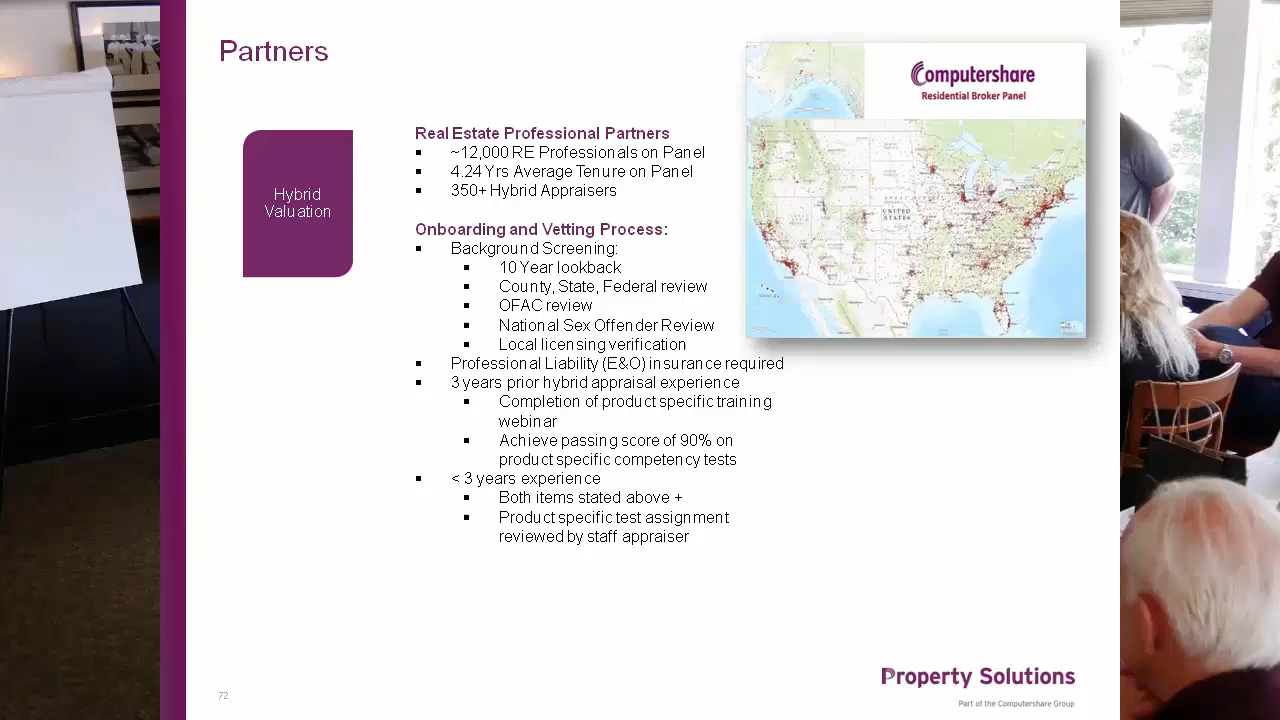 Partners
Computershare
Residential Broker Panel
Hybrid
Valuation
Real Estate Professional Partners
▪ ~12,000 RE Professionals on Panel
▪ 4.24 Yrs Average Tenure on Panel
▪ 350+ Hybrid Appraisers
Onboarding and Vetting Process:
▪ Background Screening:
▪ 10 Year lookback
▪ County, State, Federal review
▪ OFAC review
▪ National Sex Offender Review
▪ Local licensing verification
▪ Professional Liability (E&O) insurance required
▪ 3 years prior hybrid appraisal experience
▪ Completion of product specific training
webinar
▪ Achieve passing score of 90% on
product specific competency tests
▪ < 3 years experience
▪ Both items stated above +
▪ Product specific test assignment
reviewed by staff appraiser
UNITED
STATES
Property Solutions
Part of the Computershare Group
72